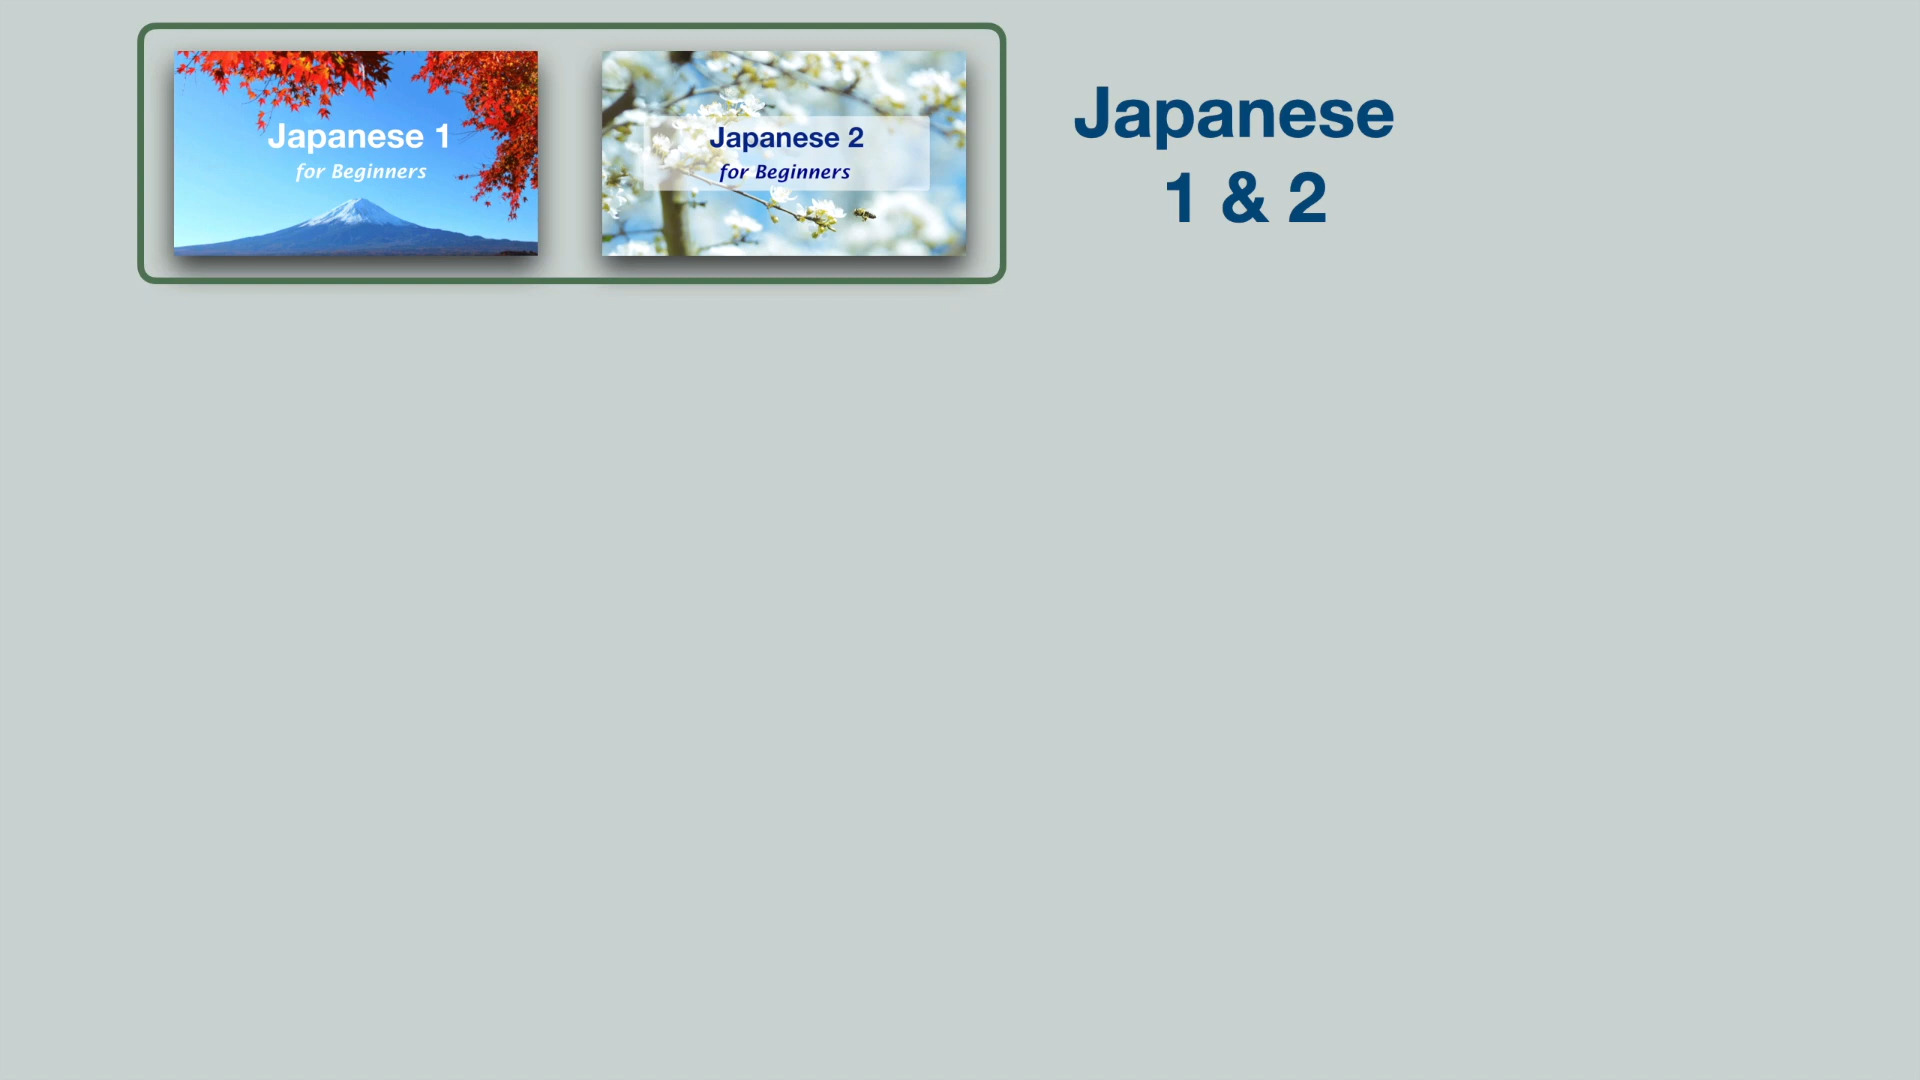 Japanese 1
for Beginners
Japanese 2
for Beginners
Japanese
1 & 2